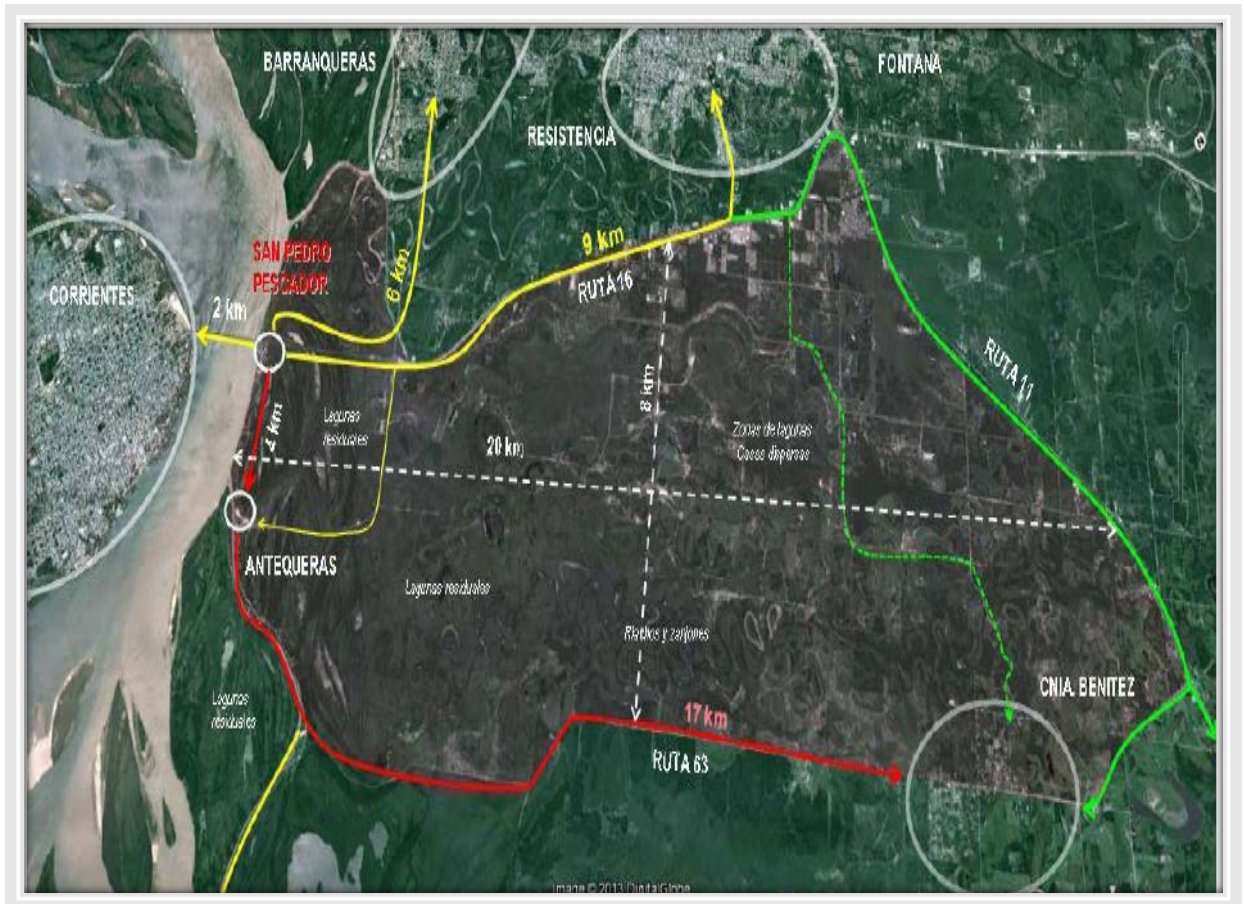 BARRANQUERAS
FONTANA
RESISTENCIA
SAN PEDRO
PESCADOR
CORRIENTES
2 km
6 km
9 km
RUTA 16
RUTA 11
4 km
Lagunas
residuales
20 km
8 km
Zonas de lagunas
Casas dispersas
ANTEQUERAS
Lagunas residuales
Riachos y zanjones
CNIA. BENITEZ
Lagunas
residuales
17 km
RUTA 63
Image © 2013 DigitalGlobe